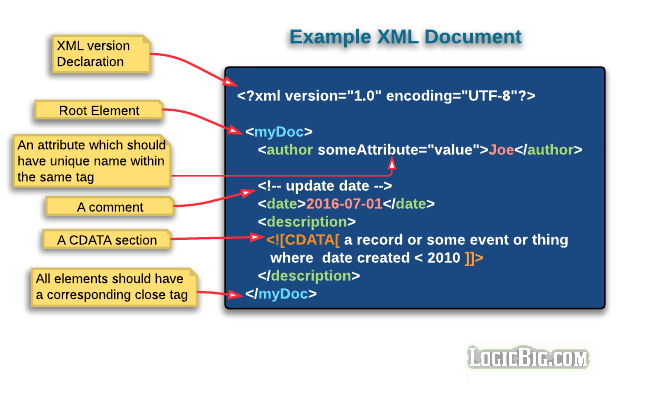 Example XML Document
XML version
Declaration
<?xml version="1.0" encoding="UTF-8"?>
Root Element
<myDoc>
An attribute which should
have unique name within
the same tag
<author someAttribute="value">Joe</author>
A comment
<!-- update date -->
<date>2016-07-01</date>
<description>
A CDATA section
<![CDATA[ a record or some event or thing
where  date created < 2010 ]]>
</description>
All elements should have
a corresponding close tag
</myDoc>
LogicBig.com